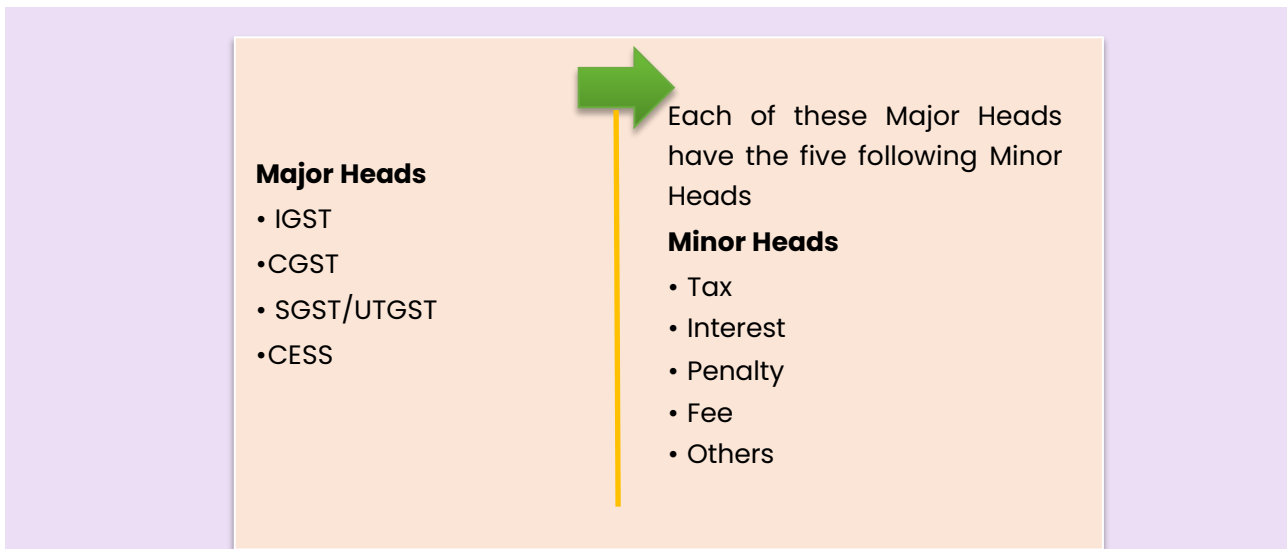 Major Heads
• IGST
•CGST
• SGST/UTGST
•CESS
Each of these Major Heads
have the five following Minor
Heads
Minor Heads
• Tax
• Interest
• Penalty
• Fee
• Others